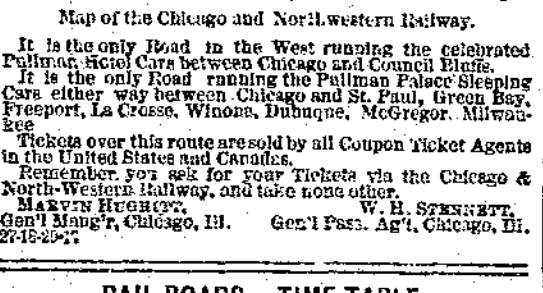 Map of the Chicago and Northwestern Railway.
It is the only Road in the West running the celebrated
Pullman Hotel Cars between Chicago and Council Bluffs.
It is the only Road running the Pullman Palace Sleeping
Cars either way between Chicago and St. Paul, Green Bay,
Freeport, La Crosse, Winona, Dubuque, McGregor, Milwau-
kee
Tickets over this route are sold by all Coupon Ticket Agents
in the United States and Canadas.
Remember, you ask for your Tickets via the Chicago &
North-Western Railway, and take none other.
MARVIN HUGHITT, W. H. STENNETT,
Gen'l Mang'r, Chicago, Ill. Gen'l Pass. Ag't, Chicago, Ill.
RAIL ROADS—TIME TABLE